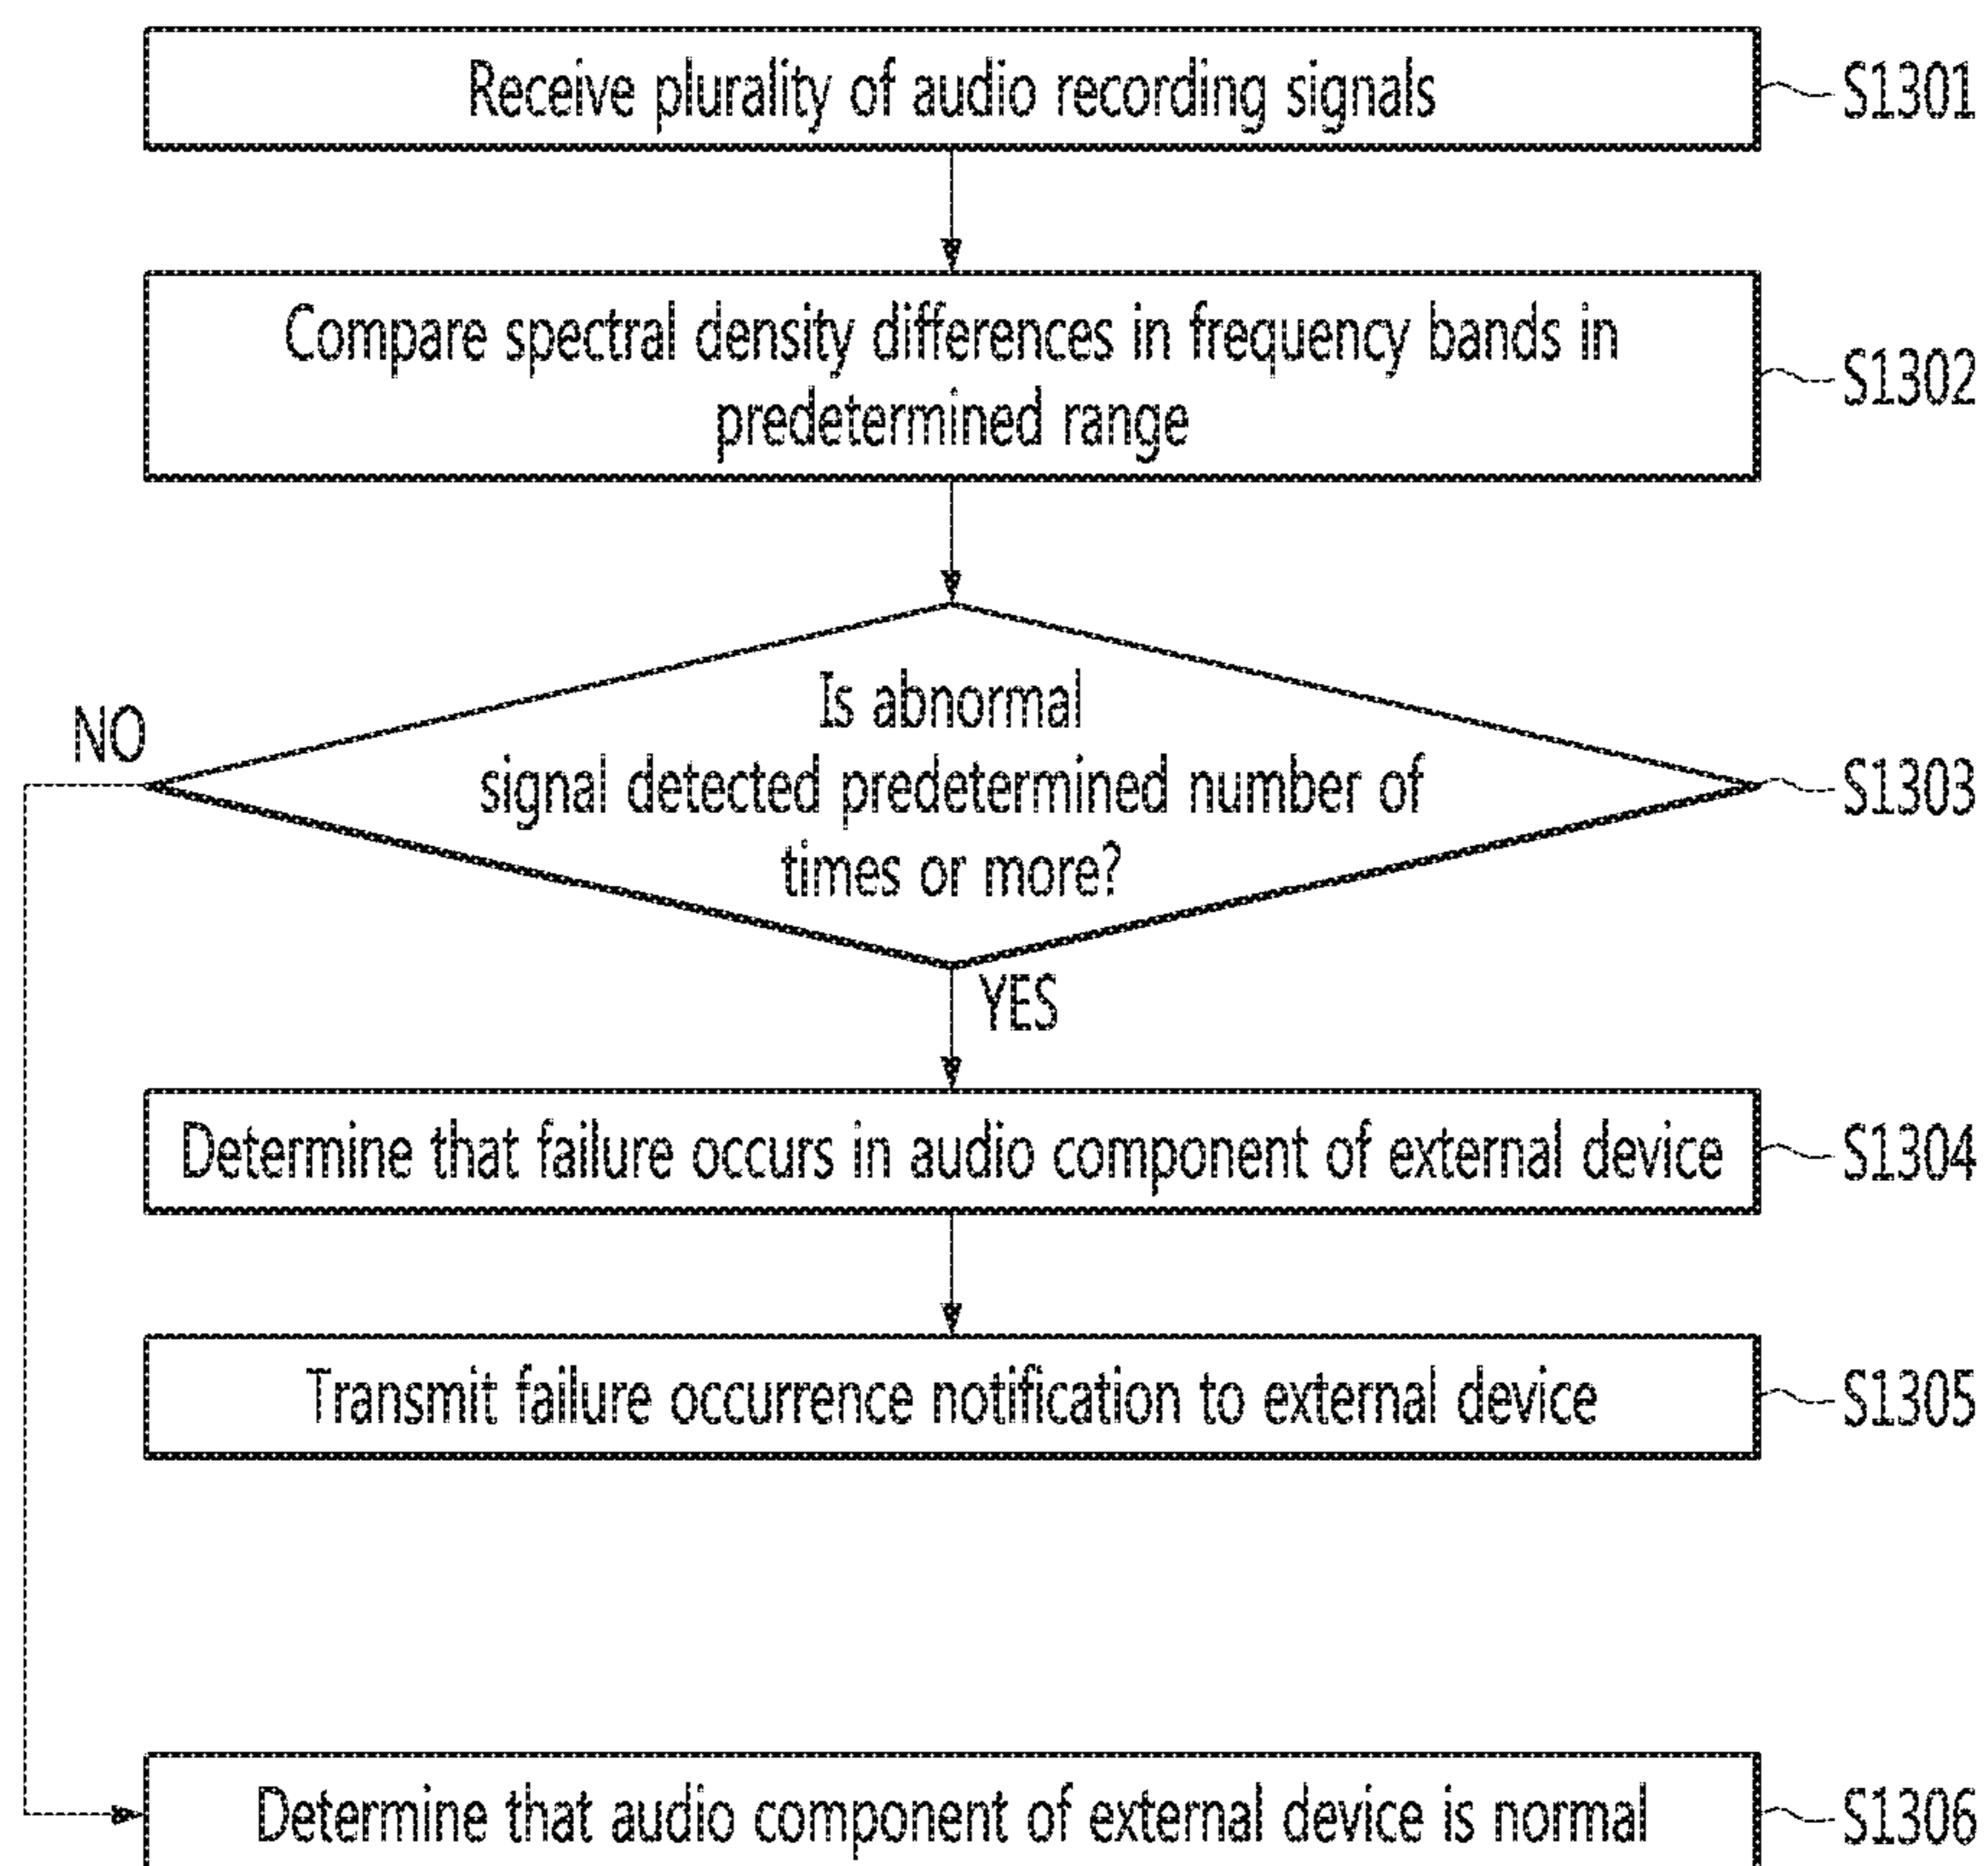 Receive plurality of audio recording signals
S1301
Compare spectral density differences in frequency bands in
predetermined range
S1302
Is abnormal
signal detected predetermined number of
times or more?
S1303
NO
YES
Determine that failure occurs in audio component of external device
S1304
Transmit failure occurrence notification to external device
S1305
Determine that audio component of external device is normal
S1306